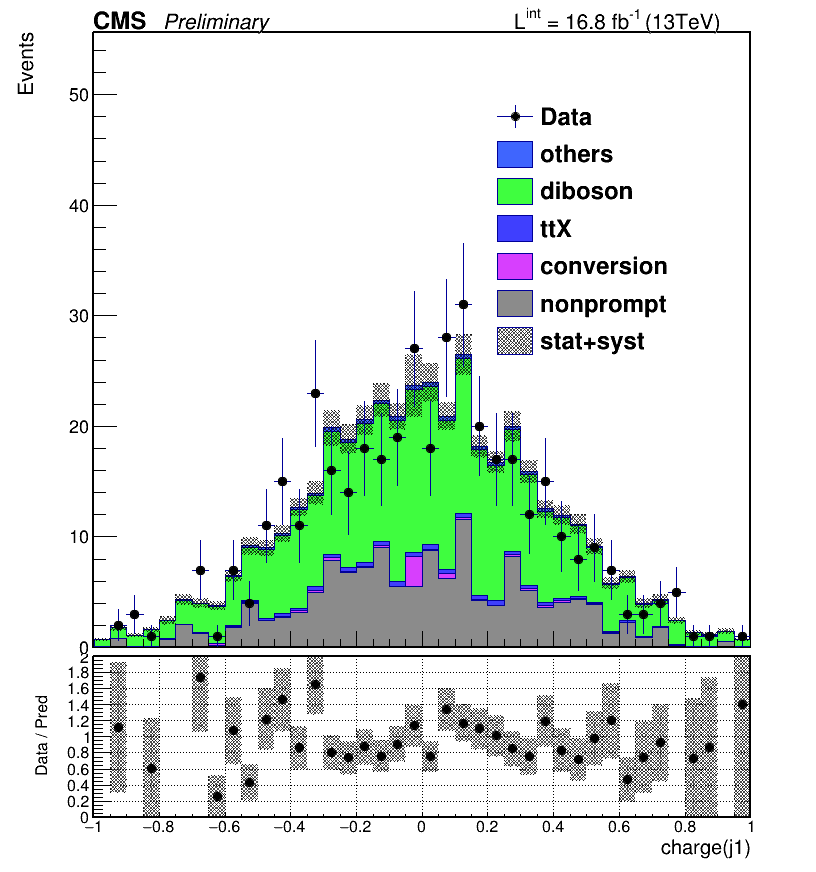 CMS Preliminary L^int = 16.8 fb^-1 (13TeV)
Events
50
40
30
20
10
0
Data
others
diboson
ttX
conversion
nonprompt
stat+syst
Data / Pred
2
1.8
1.6
1.4
1.2
1
0.8
0.6
0.4
0.2
0
−1 −0.8 −0.6 −0.4 −0.2 0 0.2 0.4 0.6 0.8 1
charge(j1)